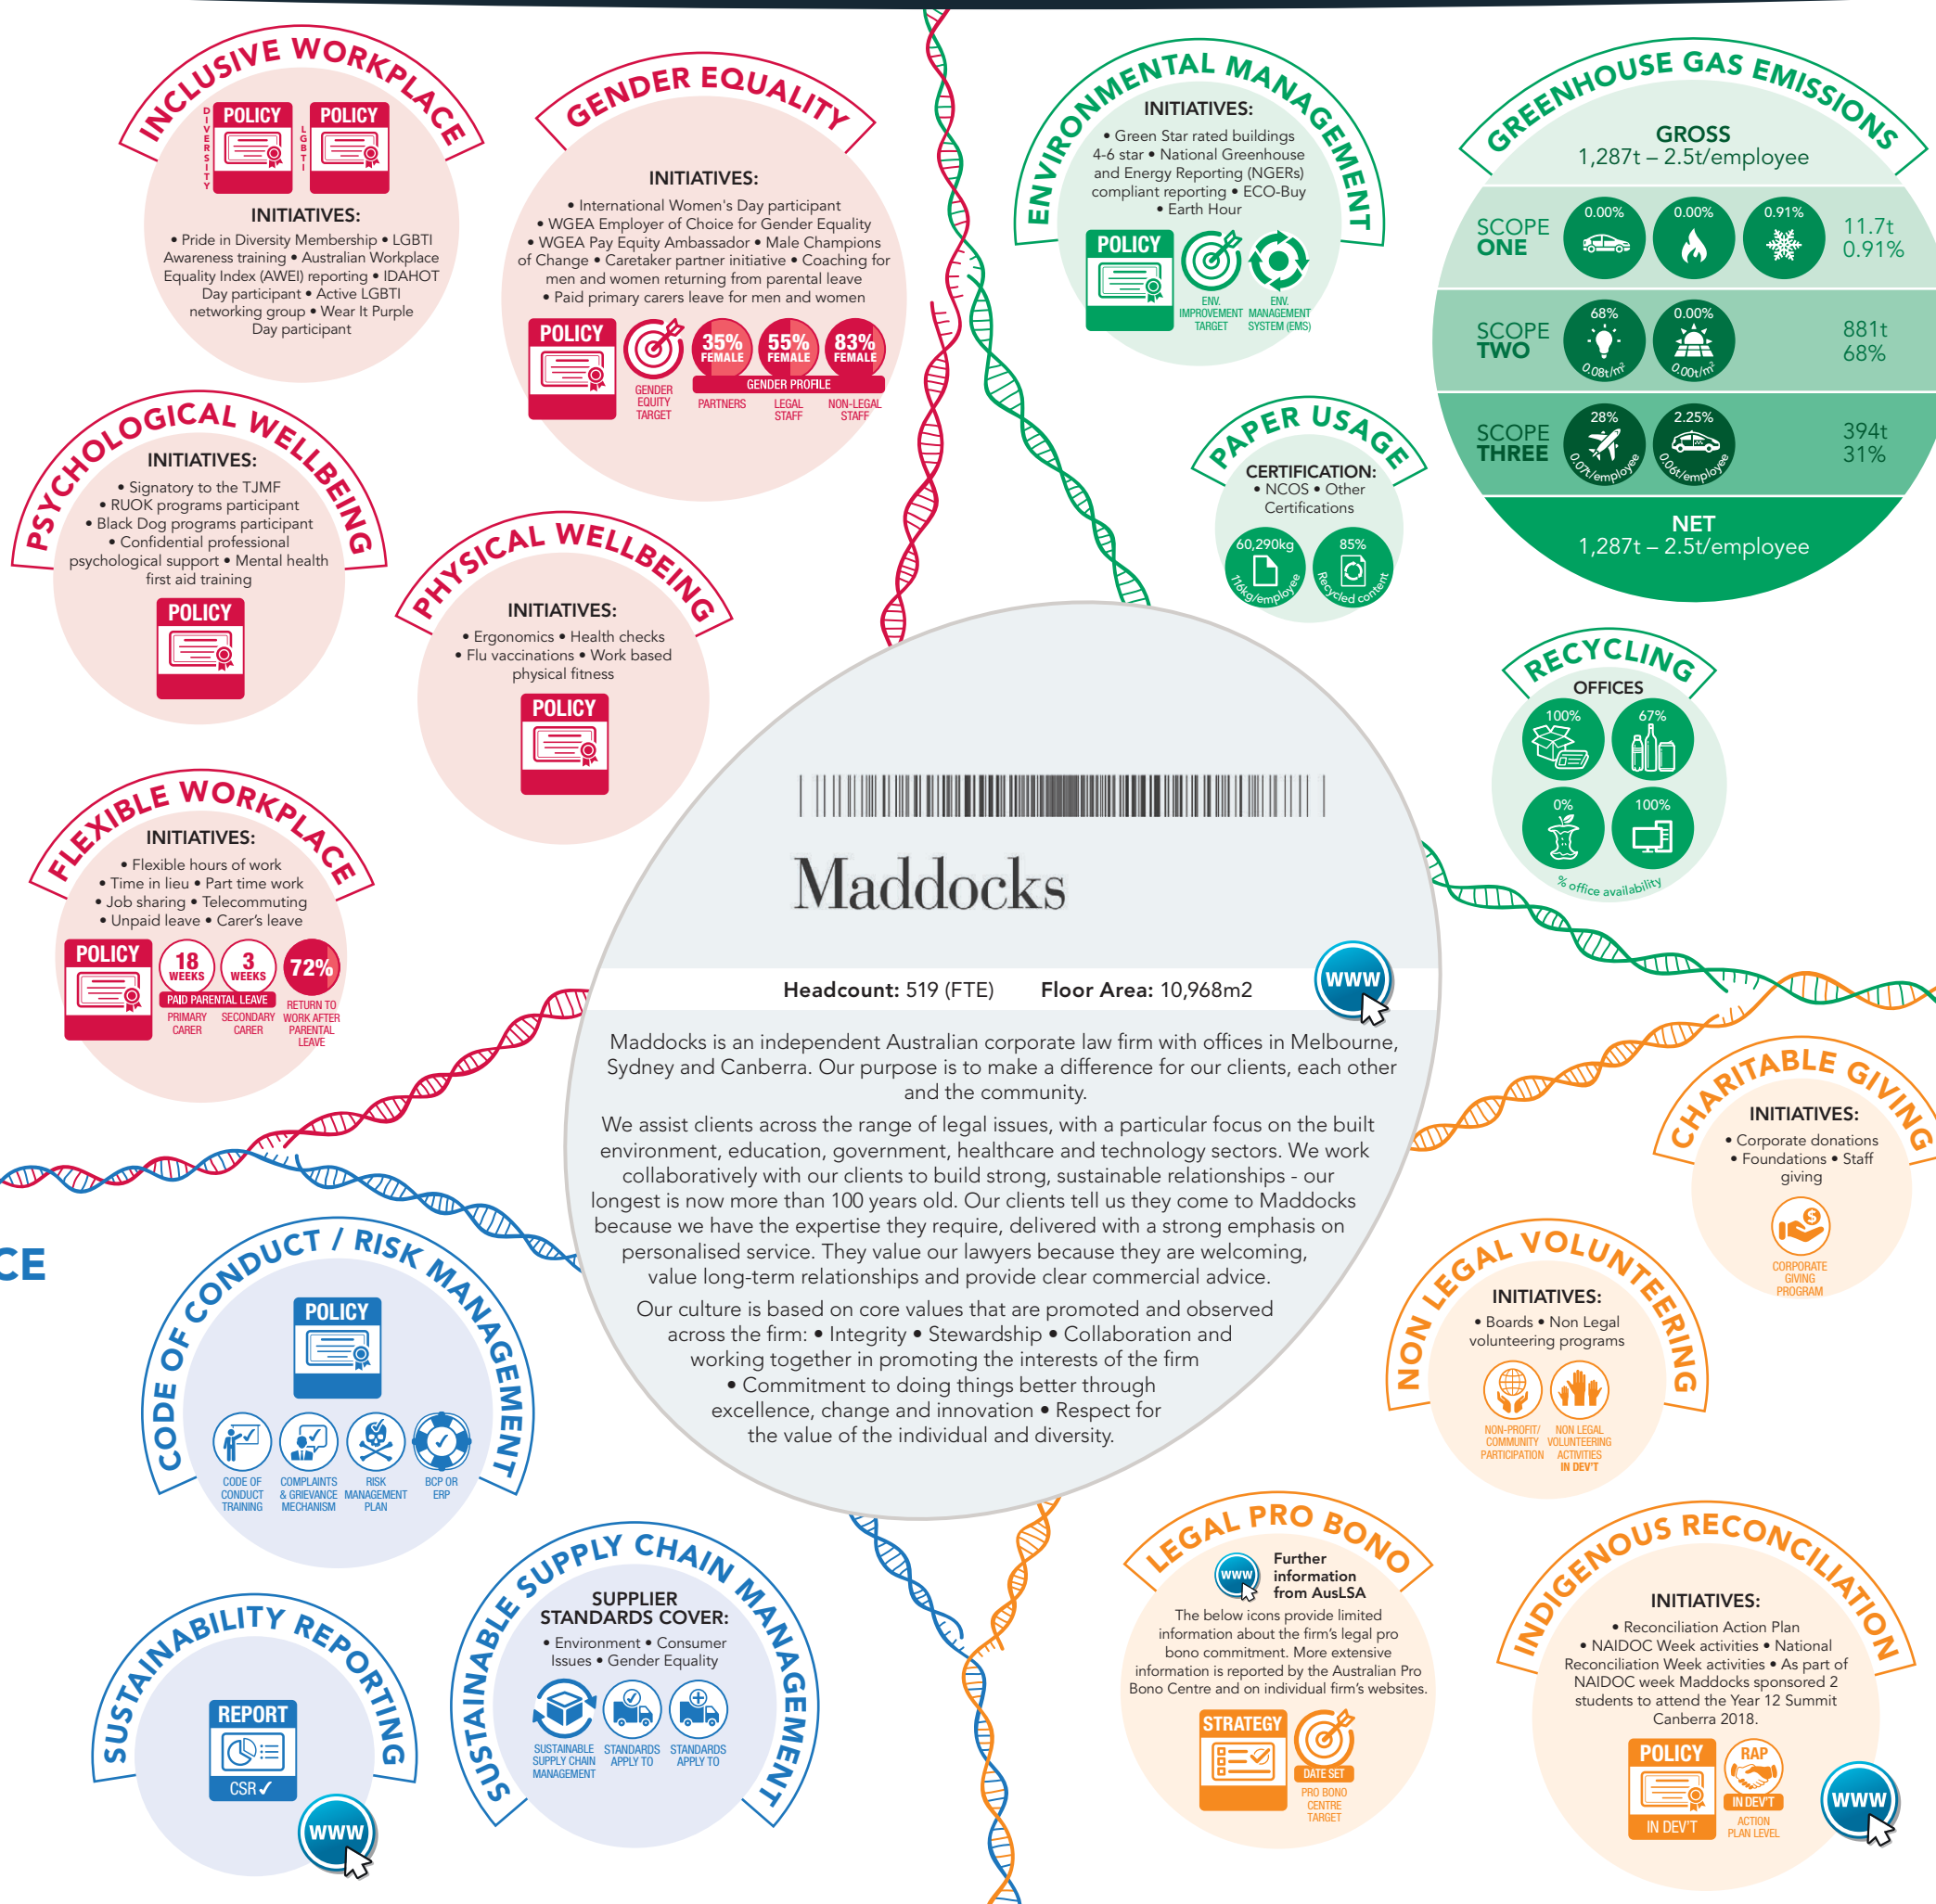 INCLUSIVE WORKPLACE
DIVERSITY
POLICY
LGBTI
POLICY
INITIATIVES:
• Pride in Diversity Membership • LGBTI
Awareness training • Australian Workplace
Equality Index (AWEI) reporting • IDAHOT
Day participant • Active LGBTI
networking group • Wear It Purple
Day participant
GENDER EQUALITY
INITIATIVES:
• International Women's Day participant
• WGEA Employer of Choice for Gender Equality
• WGEA Pay Equity Ambassador • Male Champions
of Change • Caretaker partner initiative • Coaching for
men and women returning from parental leave
• Paid primary carers leave for men and women
POLICY
GENDER
EQUITY
TARGET
35%
FEMALE
55%
FEMALE
83%
FEMALE
GENDER PROFILE
PARTNERS
LEGAL
STAFF
NON-LEGAL
STAFF
ENVIRONMENTAL MANAGEMENT
INITIATIVES:
• Green Star rated buildings
4-6 star • National Greenhouse
and Energy Reporting (NGERs)
compliant reporting • ECO-Buy
• Earth Hour
POLICY
ENV.
IMPROVEMENT
TARGET
ENV.
MANAGEMENT
SYSTEM (EMS)
GREENHOUSE GAS EMISSIONS
GROSS
1,287t – 2.5t/employee
SCOPE
ONE
0.00%
0.00%
0.91%
11.7t
0.91%
SCOPE
TWO
68%
0.08t/m²
0.00%
0.00t/m²
881t
68%
SCOPE
THREE
28%
0.07t/employee
2.25%
0.06t/employee
394t
31%
NET
1,287t – 2.5t/employee
PSYCHOLOGICAL WELLBEING
INITIATIVES:
• Signatory to the TJMF
• RUOK programs participant
• Black Dog programs participant
• Confidential professional
psychological support • Mental health
first aid training
POLICY
PHYSICAL WELLBEING
INITIATIVES:
• Ergonomics • Health checks
• Flu vaccinations • Work based
physical fitness
POLICY
PAPER USAGE
CERTIFICATION:
• NCOS • Other
Certifications
60,290kg
116kg/employee
85%
Recycled content
RECYCLING
OFFICES
100%
67%
0%
100%
% office availability
FLEXIBLE WORKPLACE
INITIATIVES:
• Flexible hours of work
• Time in lieu • Part time work
• Job sharing • Telecommuting
• Unpaid leave • Carer's leave
POLICY
18
WEEKS
3
WEEKS
72%
PAID PARENTAL LEAVE
PRIMARY
CARER
SECONDARY
CARER
RETURN TO
WORK AFTER
PARENTAL
LEAVE
Maddocks
www
Headcount: 519 (FTE) Floor Area: 10,968m2
Maddocks is an independent Australian corporate law firm with offices in Melbourne,
Sydney and Canberra. Our purpose is to make a difference for our clients, each other
and the community.
We assist clients across the range of legal issues, with a particular focus on the built
environment, education, government, healthcare and technology sectors. We work
collaboratively with our clients to build strong, sustainable relationships - our
longest is now more than 100 years old. Our clients tell us they come to Maddocks
because we have the expertise they require, delivered with a strong emphasis on
personalised service. They value our lawyers because they are welcoming,
value long-term relationships and provide clear commercial advice.
Our culture is based on core values that are promoted and observed
across the firm: • Integrity • Stewardship • Collaboration and
working together in promoting the interests of the firm
• Commitment to doing things better through
excellence, change and innovation • Respect for
the value of the individual and diversity.
CHARITABLE GIVING
INITIATIVES:
• Corporate donations
• Foundations • Staff
giving
CORPORATE
GIVING
PROGRAM
NON LEGAL VOLUNTEERING
INITIATIVES:
• Boards • Non Legal
volunteering programs
NON-PROFIT/
COMMUNITY
PARTICIPATION
NON LEGAL
VOLUNTEERING
ACTIVITIES
IN DEV'T
CE
CODE OF CONDUCT / RISK MANAGEMENT
POLICY
CODE OF
CONDUCT
TRAINING
COMPLAINTS
& GRIEVANCE
MECHANISM
RISK
MANAGEMENT
PLAN
BCP OR
ERP
SUSTAINABILITY REPORTING
REPORT
CSR ✓
www
SUSTAINABLE SUPPLY CHAIN MANAGEMENT
SUPPLIER
STANDARDS COVER:
• Environment • Consumer
Issues • Gender Equality
SUSTAINABLE
SUPPLY CHAIN
MANAGEMENT
STANDARDS
APPLY TO
STANDARDS
APPLY TO
LEGAL PRO BONO
www
Further
information
from AusLSA
The below icons provide limited
information about the firm's legal pro
bono commitment. More extensive
information is reported by the Australian Pro
Bono Centre and on individual firm's websites.
STRATEGY
DATE SET
PRO BONO
CENTRE
TARGET
INDIGENOUS RECONCILIATION
INITIATIVES:
• Reconciliation Action Plan
• NAIDOC Week activities • National
Reconciliation Week activities • As part of
NAIDOC week Maddocks sponsored 2
students to attend the Year 12 Summit
Canberra 2018.
POLICY
IN DEV'T
RAP
IN DEV'T
ACTION
PLAN LEVEL
www